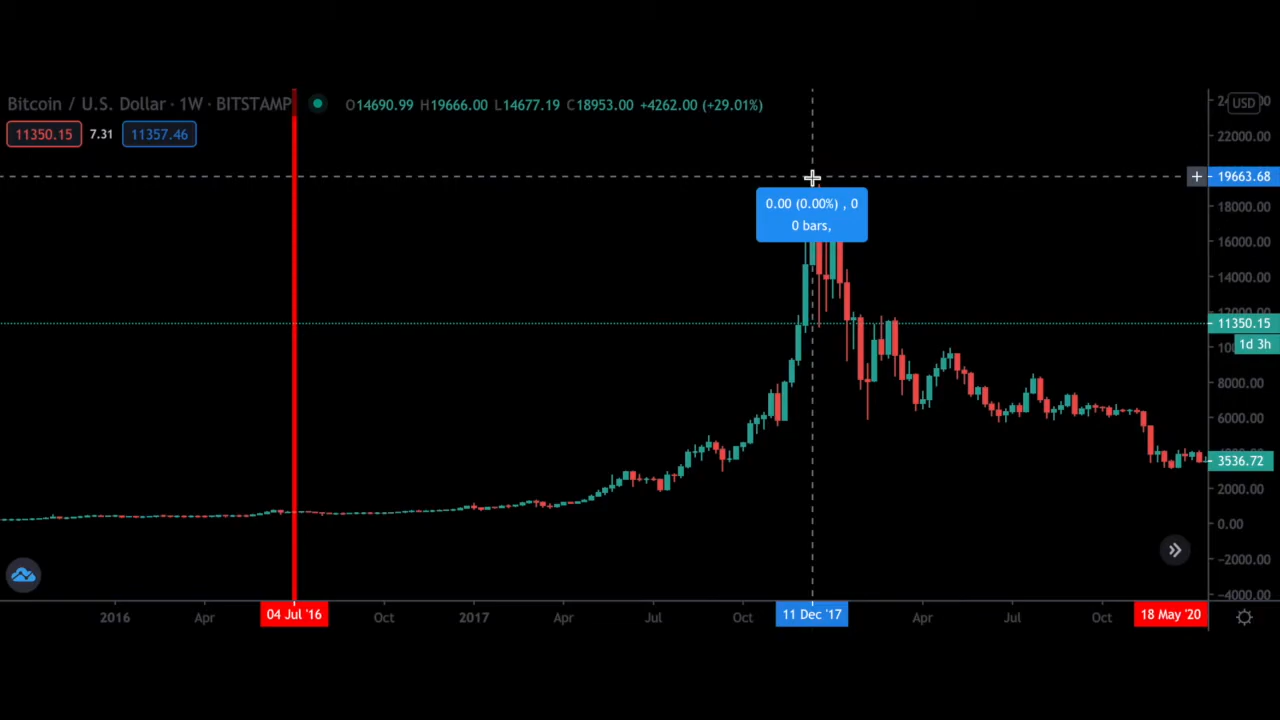 Bitcoin / U.S. Dollar · 1W · BITSTAMP O14690.99 H19666.00 L14677.19 C18953.00 +4262.00 (+29.01%)
11350.15 7.31 11357.46
USD
22000.00
19663.68
18000.00
16000.00
14000.00
11350.15
1d 3h
8000.00
6000.00
3536.72
2000.00
0.00
−2000.00
−4000.00
0.00 (0.00%) , 0
0 bars,
2016 Apr 04 Jul '16 Oct 2017 Apr Jul Oct 11 Dec '17 Apr Jul Oct 18 May '20